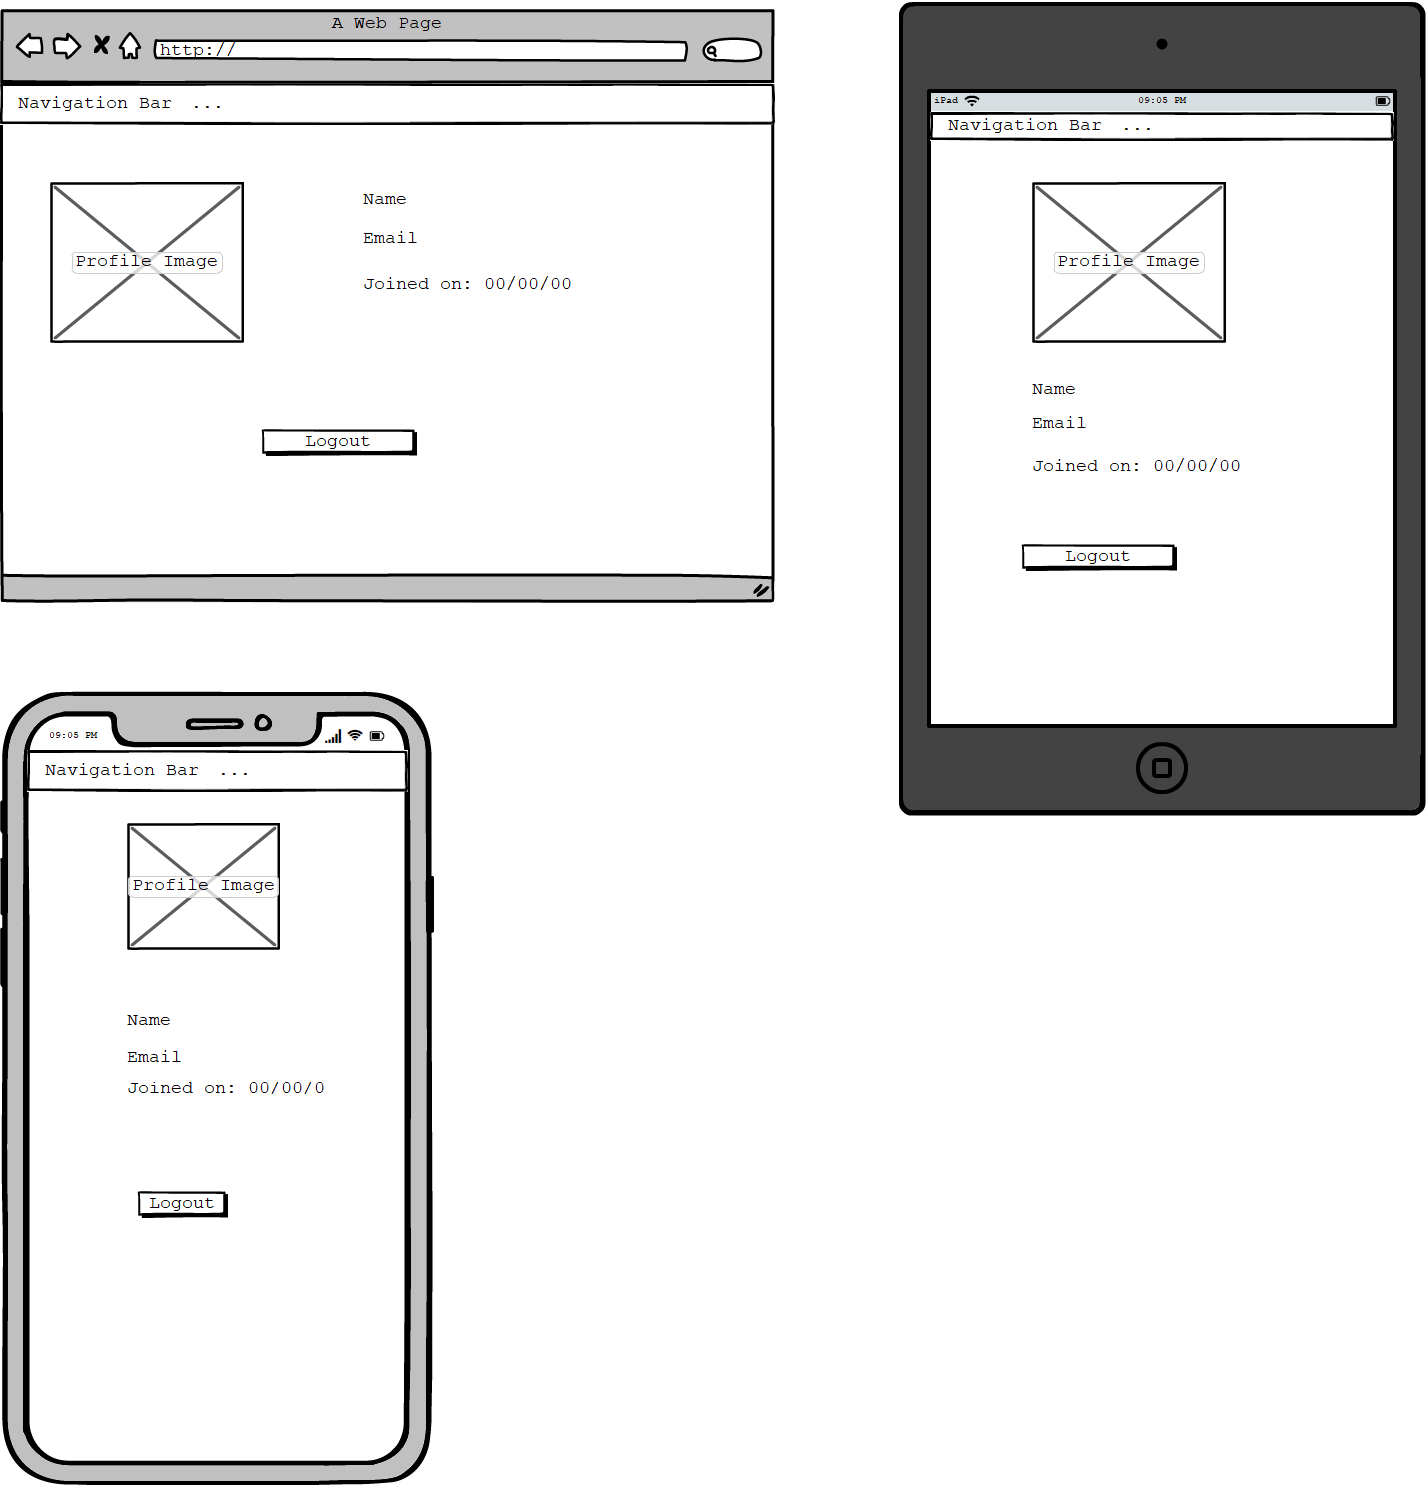 A Web Page
http://
Navigation Bar  ...
Profile Image
Name
Email
Joined on: 00/00/00
Logout
iPad
09:05 PM
Navigation Bar  ...
Profile Image
Name
Email
Joined on: 00/00/00
Logout
09:05 PM
Navigation Bar  ...
Profile Image
Name
Email
Joined on: 00/00/0
Logout